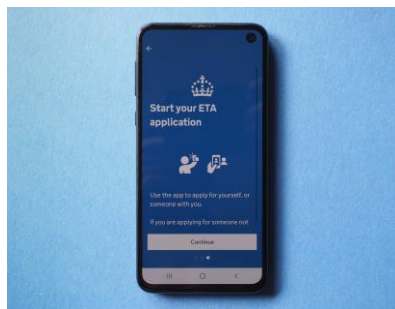 Start your ETA
application
Use the app to apply for yourself, or
someone with you.
If you are applying for someone not
Continue